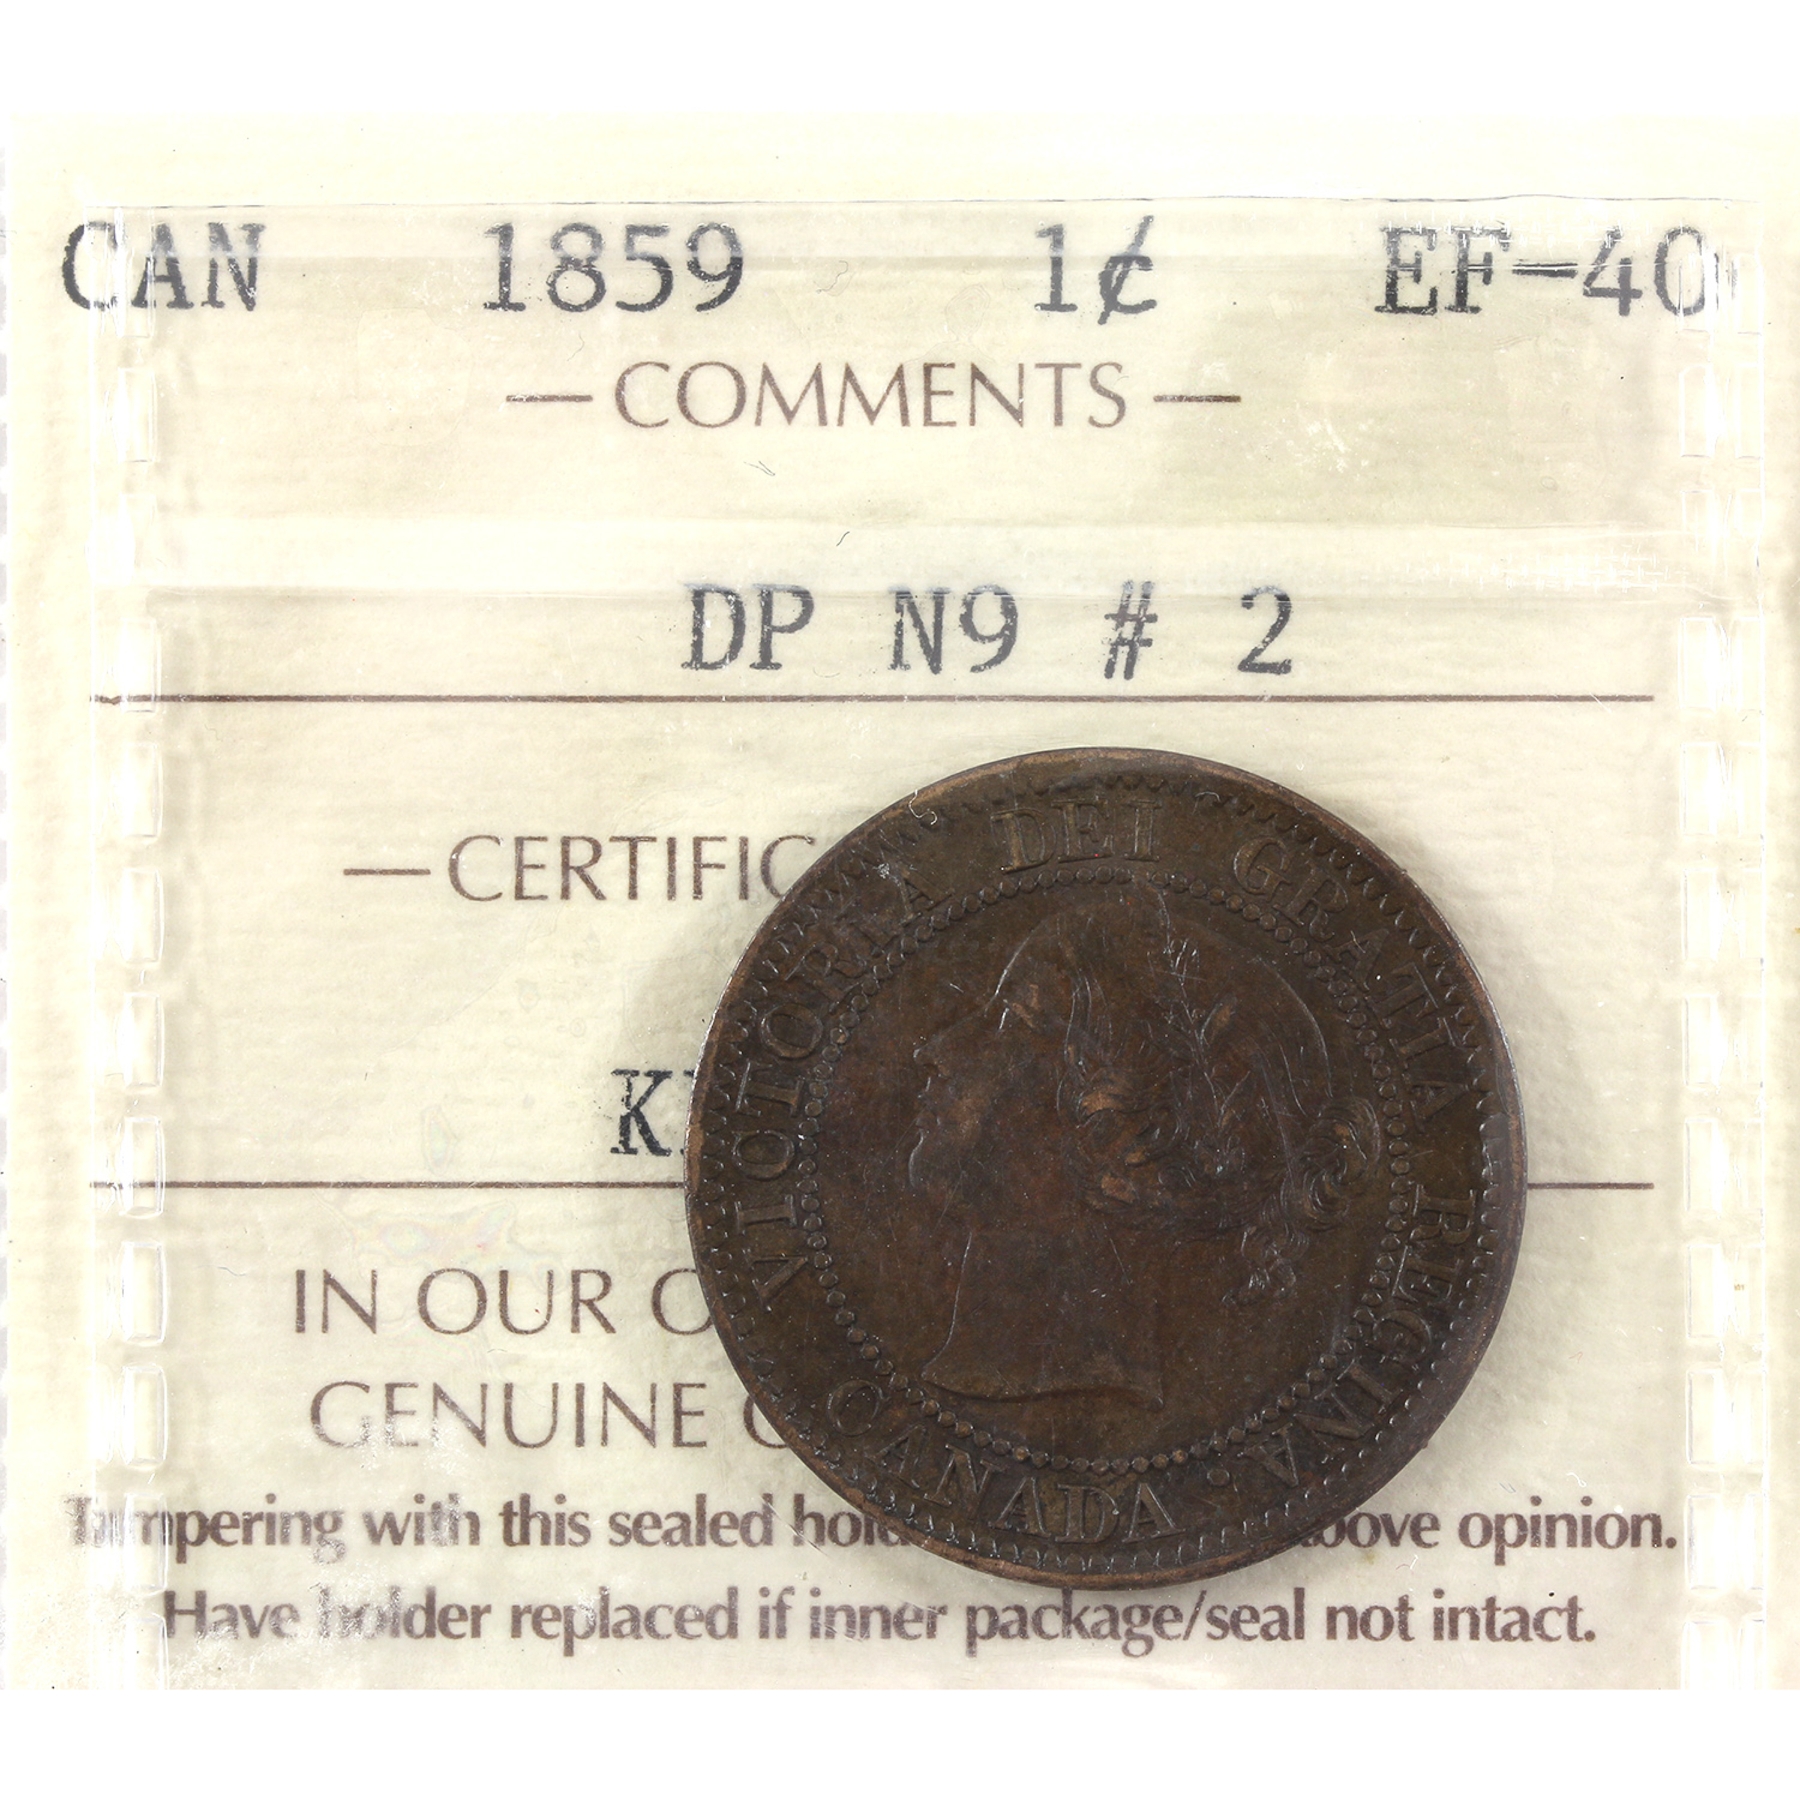 CAN 1859 1¢ EF-40
— COMMENTS —
DP N9 # 2
— CERTIFIC
K
IN OUR O
GENUINE
Tampering with this sealed hol bove opinion.
Have holder replaced if inner package/seal not intact.
VICTORIA DEI GRATIA REGINA.
CANADA